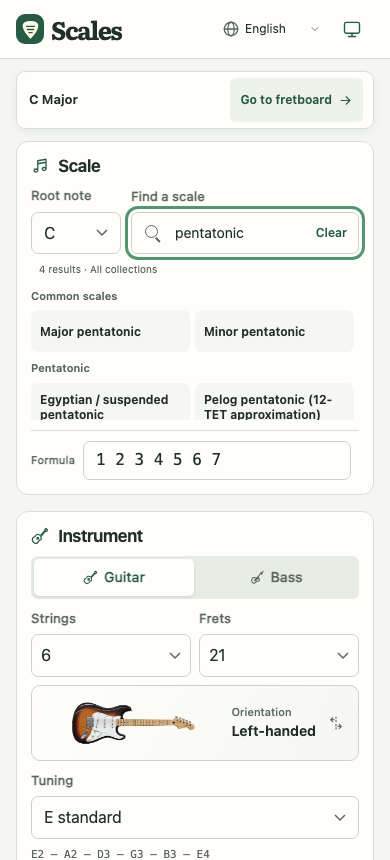 Scales
English
C Major
Go to fretboard →
Scale
Root note
Find a scale
C
pentatonic
Clear
4 results · All collections
Common scales
Major pentatonic
Minor pentatonic
Pentatonic
Egyptian / suspended
pentatonic
Pelog pentatonic (12-
TET approximation)
Formula
1 2 3 4 5 6 7
Instrument
Guitar
Bass
Strings
Frets
6
21
Orientation
Left-handed
Tuning
E standard
E2 — A2 — D3 — G3 — B3 — E4